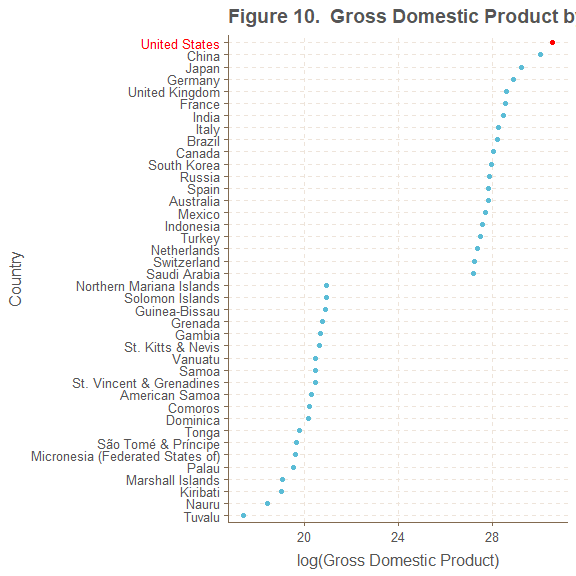 Figure 10.  Gross Domestic Product by
United States
China
Japan
Germany
United Kingdom
France
India
Italy
Brazil
Canada
South Korea
Russia
Spain
Australia
Mexico
Indonesia
Turkey
Netherlands
Switzerland
Saudi Arabia
Northern Mariana Islands
Solomon Islands
Guinea-Bissau
Grenada
Gambia
St. Kitts & Nevis
Vanuatu
Samoa
St. Vincent & Grenadines
American Samoa
Comoros
Dominica
Tonga
São Tomé & Príncipe
Micronesia (Federated States of)
Palau
Marshall Islands
Kiribati
Nauru
Tuvalu
Country
20 24 28
log(Gross Domestic Product)